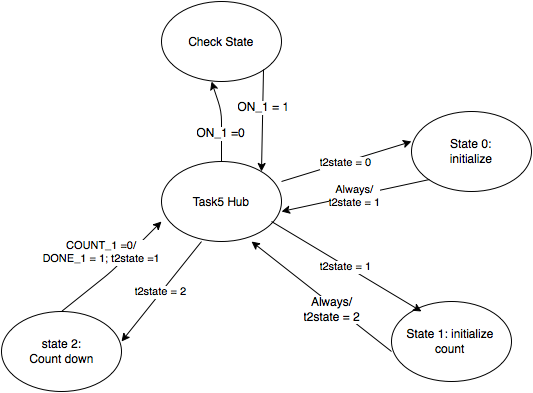 Check State
ON_1 = 1
ON_1 =0
State 0:
initialize
t2state = 0
Always/
t2state = 1
Task5 Hub
COUNT_1 =0/
DONE_1 = 1; t2state =1
t2state = 1
t2state = 2
Always/
t2state = 2
State 1: initialize
count
state 2:
Count down